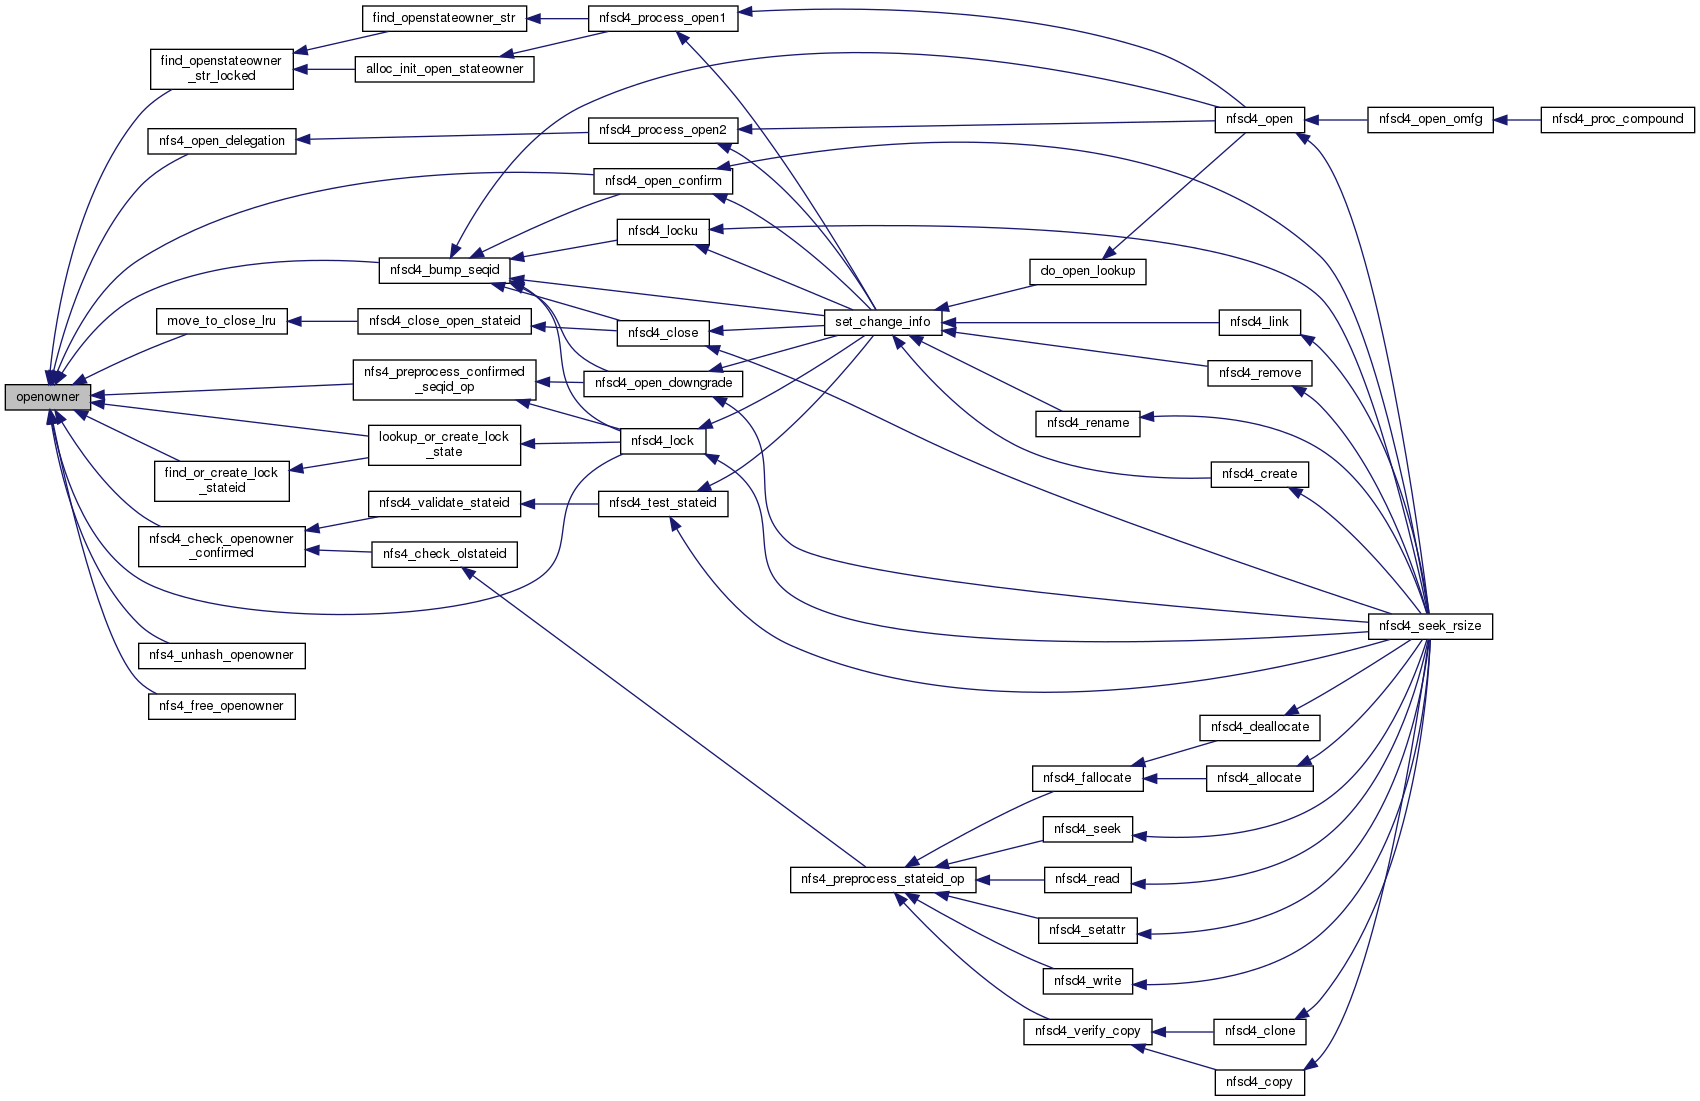 find_openstateowner_str
nfsd4_process_open1
find_openstateowner
_str_locked
alloc_init_open_stateowner
nfs4_open_delegation
nfsd4_process_open2
nfsd4_open
nfsd4_open_omfg
nfsd4_proc_compound
nfsd4_open_confirm
nfsd4_locku
nfsd4_bump_seqid
do_open_lookup
move_to_close_lru
nfsd4_close_open_stateid
nfsd4_close
set_change_info
nfsd4_link
nfs4_preprocess_confirmed
_seqid_op
nfsd4_open_downgrade
nfsd4_remove
openowner
lookup_or_create_lock
_state
nfsd4_lock
nfsd4_rename
find_or_create_lock
_stateid
nfsd4_create
nfsd4_validate_stateid
nfsd4_test_stateid
nfsd4_check_openowner
_confirmed
nfs4_check_olstateid
nfs4_unhash_openowner
nfsd4_seek_rsize
nfs4_free_openowner
nfsd4_deallocate
nfsd4_fallocate
nfsd4_allocate
nfsd4_seek
nfs4_preprocess_stateid_op
nfsd4_read
nfsd4_setattr
nfsd4_write
nfsd4_verify_copy
nfsd4_clone
nfsd4_copy